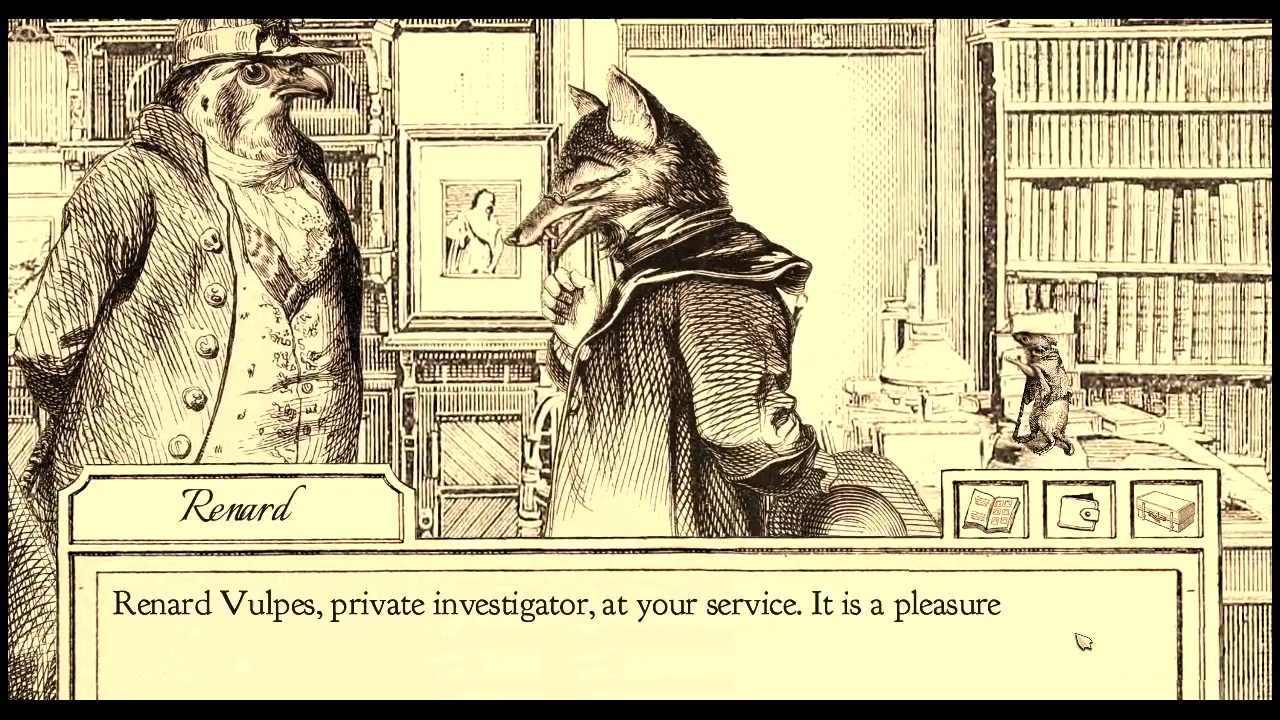 Renard
Renard Vulpes, private investigator, at your service. It is a pleasure